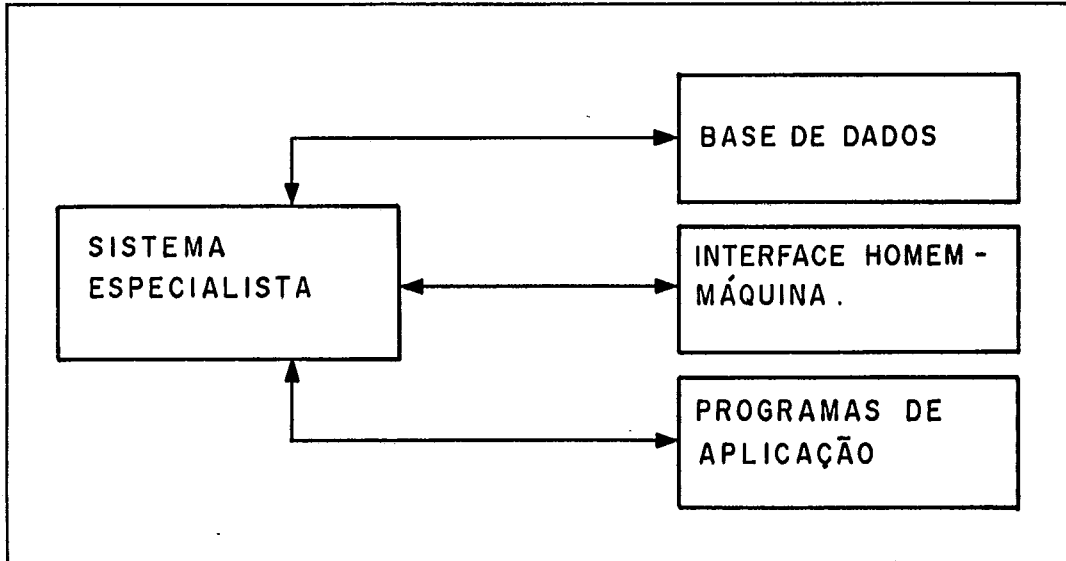 BASE DE DADOS
SISTEMA
ESPECIALISTA
INTERFACE HOMEM -
MÁQUINA .
PROGRAMAS DE
APLICAÇÃO